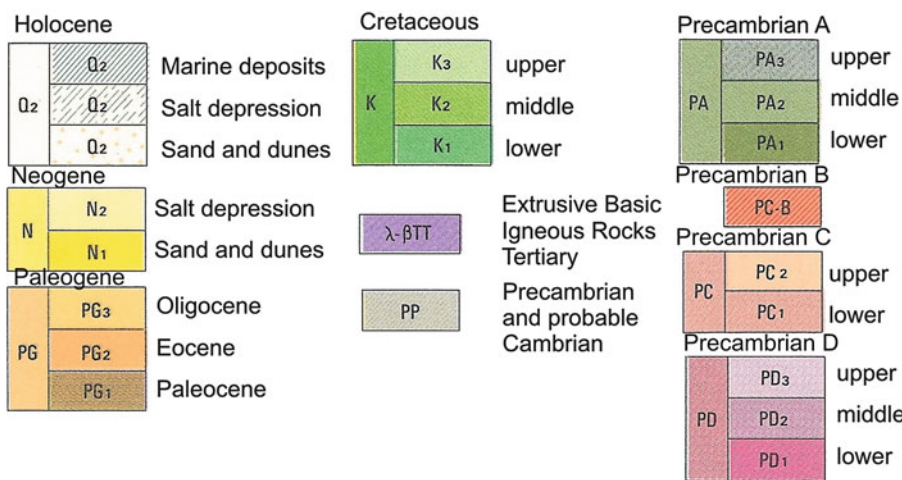 Holocene
Q2
Q2
Marine deposits
Q2
Salt depression
Q2
Sand and dunes
Neogene
N
N2
Salt depression
N1
Sand and dunes
Paleogene
PG
PG3
Oligocene
PG2
Eocene
PG1
Paleocene
Cretaceous
K
K3
upper
K2
middle
K1
lower
λ-βTT
Extrusive Basic
Igneous Rocks
Tertiary
PP
Precambrian
and probable
Cambrian
Precambrian A
PA
PA3
upper
PA2
middle
PA1
lower
Precambrian B
PC-B
Precambrian C
PC
PC 2
upper
PC1
lower
Precambrian D
PD
PD3
upper
PD2
middle
PD1
lower